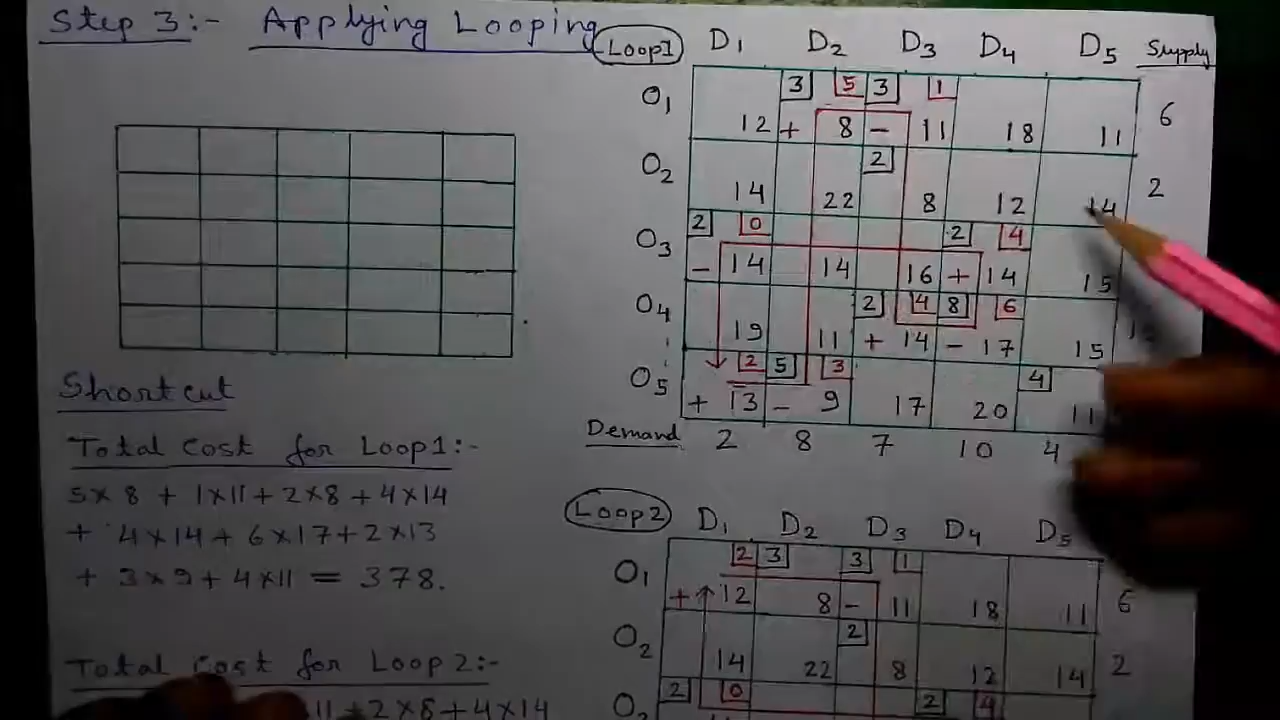 Step 3:- Applying Looping
Loop1 D1 D2 D3 D4 D5 Supply
3 5 3 1
O1 12 + 8 - 11 18 11 6
2
O2 14 22 8 12 14 2
2 0 2 4
O3 - 14 14 16 + 14 15
2 4 8 6
O4 19 11 + 14 - 17 15
2 5 3 4
O5 + 13 - 9 17 20 11
Demand 2 8 7 10 4
Shortcut
Total Cost for Loop1:-
5×8 + 1×11 + 2×8 + 4×14
+ 4×14 + 6×17 + 2×13
+ 3×9 + 4×11 = 378.
Loop2 D1 D2 D3 D4 D5
2 3 3 1
O1 + 12 8 - 11 18 11 6
2
O2 14 22 8 12 14 2
2 0 2 4
Total Cost for Loop2:-
11 + 2×8 + 4×14